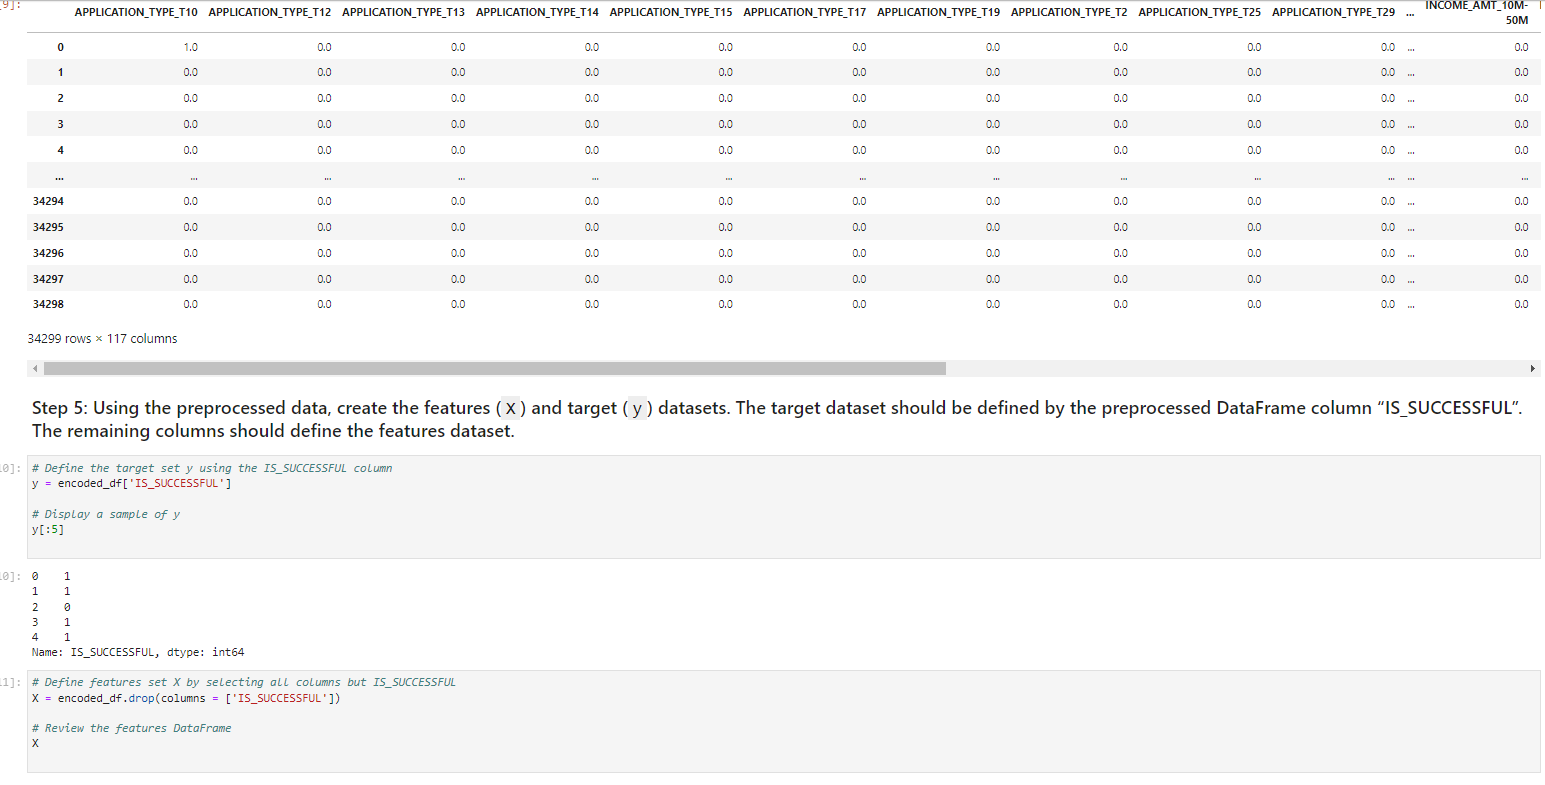 9]:
APPLICATION_TYPE_T10 APPLICATION_TYPE_T12 APPLICATION_TYPE_T13 APPLICATION_TYPE_T14 APPLICATION_TYPE_T15 APPLICATION_TYPE_T17 APPLICATION_TYPE_T19 APPLICATION_TYPE_T2 APPLICATION_TYPE_T25 APPLICATION_TYPE_T29 ... INCOME_AMT_10M-
50M
0 1.0 0.0 0.0 0.0 0.0 0.0 0.0 0.0 0.0 0.0 ... 0.0
1 0.0 0.0 0.0 0.0 0.0 0.0 0.0 0.0 0.0 0.0 ... 0.0
2 0.0 0.0 0.0 0.0 0.0 0.0 0.0 0.0 0.0 0.0 ... 0.0
3 0.0 0.0 0.0 0.0 0.0 0.0 0.0 0.0 0.0 0.0 ... 0.0
4 0.0 0.0 0.0 0.0 0.0 0.0 0.0 0.0 0.0 0.0 ... 0.0
... ... ... ... ... ... ... ... ... ... ... ... ...
34294 0.0 0.0 0.0 0.0 0.0 0.0 0.0 0.0 0.0 0.0 ... 0.0
34295 0.0 0.0 0.0 0.0 0.0 0.0 0.0 0.0 0.0 0.0 ... 0.0
34296 0.0 0.0 0.0 0.0 0.0 0.0 0.0 0.0 0.0 0.0 ... 0.0
34297 0.0 0.0 0.0 0.0 0.0 0.0 0.0 0.0 0.0 0.0 ... 0.0
34298 0.0 0.0 0.0 0.0 0.0 0.0 0.0 0.0 0.0 0.0 ... 0.0
34299 rows × 117 columns
Step 5: Using the preprocessed data, create the features ( X ) and target ( y ) datasets. The target dataset should be defined by the preprocessed DataFrame column “IS_SUCCESSFUL”.
The remaining columns should define the features dataset.
0]: # Define the target set y using the IS_SUCCESSFUL column
y = encoded_df['IS_SUCCESSFUL']
# Display a sample of y
y[:5]
0]: 0 1
1 1
2 0
3 1
4 1
Name: IS_SUCCESSFUL, dtype: int64
11]: # Define features set X by selecting all columns but IS_SUCCESSFUL
X = encoded_df.drop(columns = ['IS_SUCCESSFUL'])
# Review the features DataFrame
X